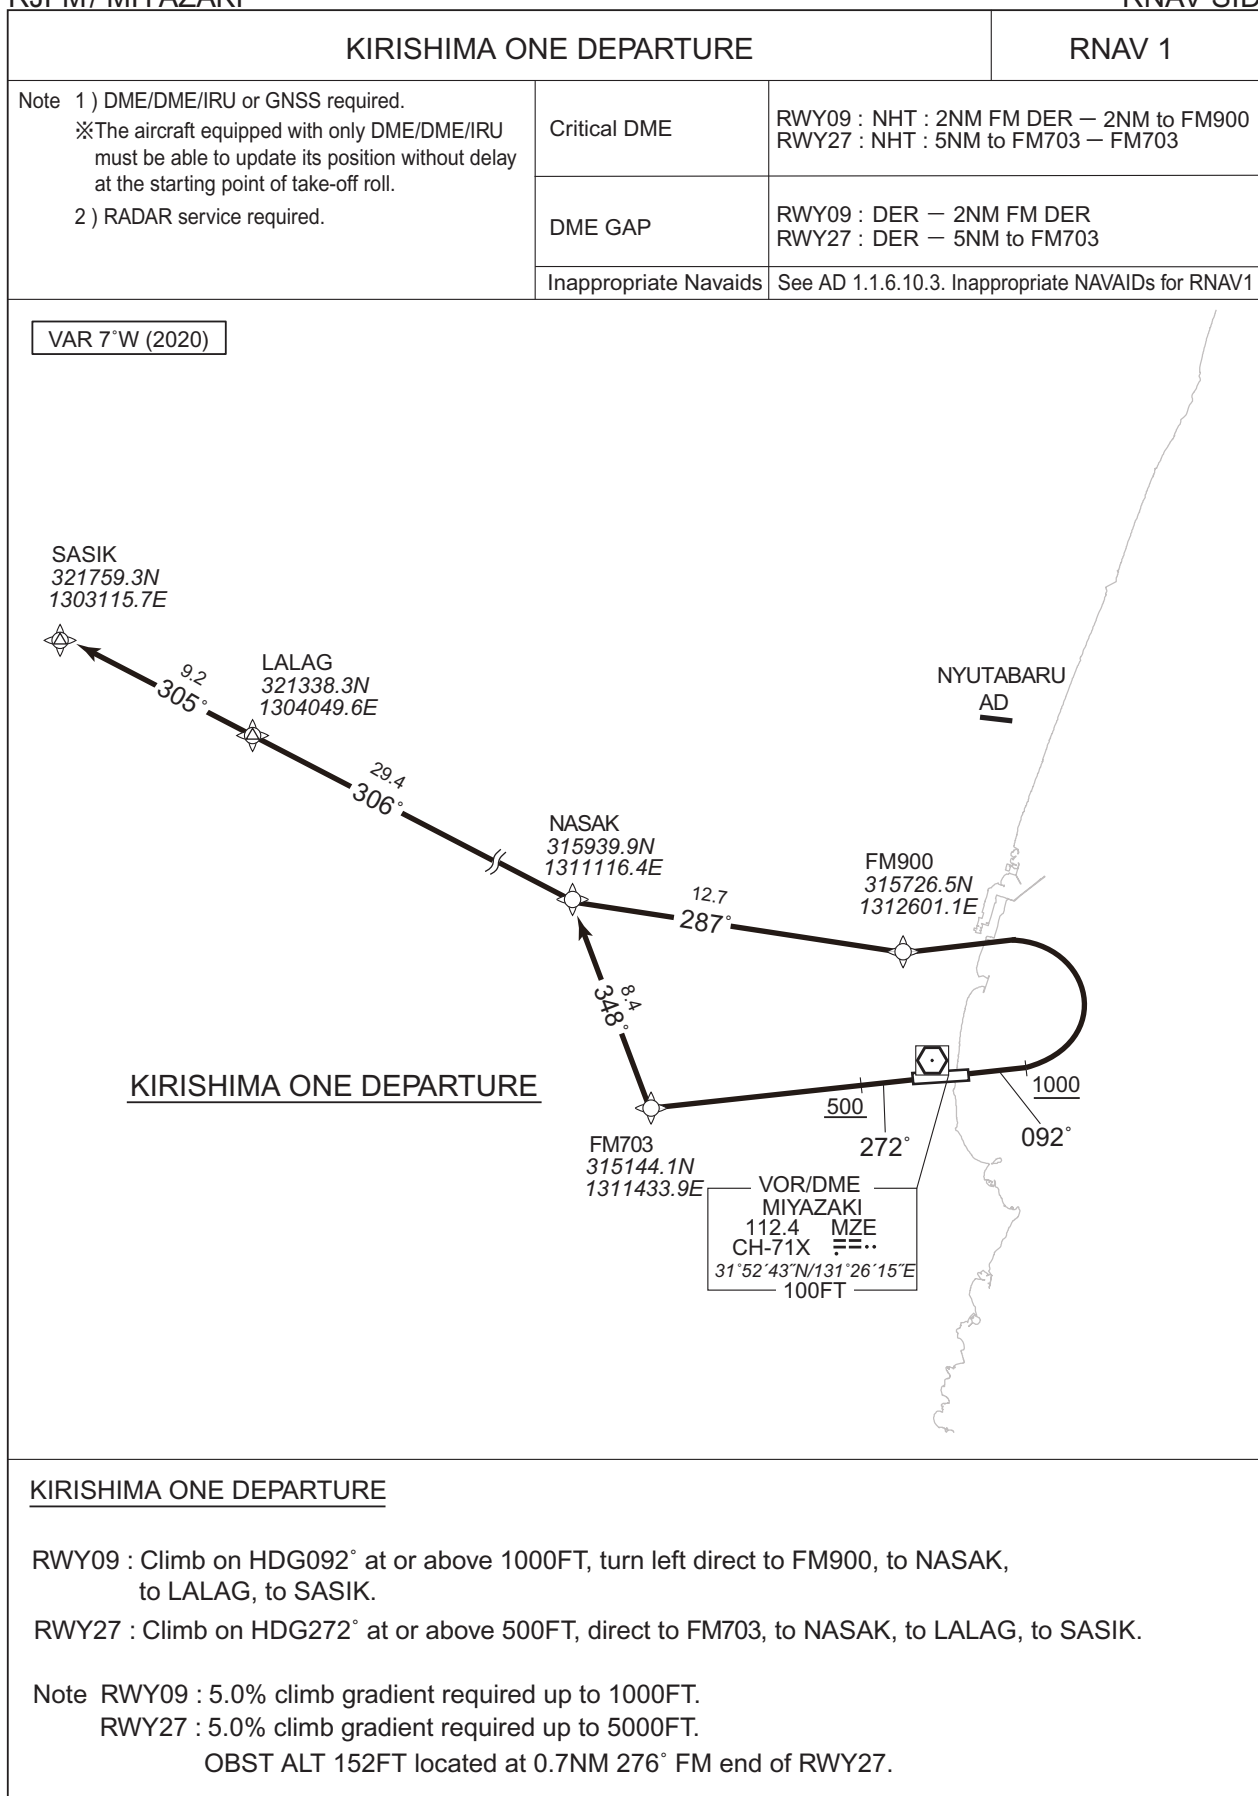 RJFM / MIYAZAKI
RNAV SID
KIRISHIMA ONE DEPARTURE
RNAV 1
Note 1 ) DME/DME/IRU or GNSS required.
※The aircraft equipped with only DME/DME/IRU
must be able to update its position without delay
at the starting point of take-off roll.
2 ) RADAR service required.
Critical DME
RWY09 : NHT : 2NM FM DER － 2NM to FM900
RWY27 : NHT : 5NM to FM703 － FM703
DME GAP
RWY09 : DER － 2NM FM DER
RWY27 : DER － 5NM to FM703
Inappropriate Navaids
See AD 1.1.6.10.3. Inappropriate NAVAIDs for RNAV1
VAR 7˚W (2020)
SASIK
321759.3N
1303115.7E
9.2
305˚
LALAG
321338.3N
1304049.6E
NYUTABARU
AD
29.4
306˚
NASAK
315939.9N
1311116.4E
12.7
287˚
FM900
315726.5N
1312601.1E
8.4
348˚
KIRISHIMA ONE DEPARTURE
500
1000
272˚
092˚
FM703
315144.1N
1311433.9E
VOR/DME
MIYAZAKI
112.4 MZE
CH-71X
31˚52´43˝N/131˚26´15˝E
100FT
KIRISHIMA ONE DEPARTURE
RWY09 : Climb on HDG092˚ at or above 1000FT, turn left direct to FM900, to NASAK,
to LALAG, to SASIK.
RWY27 : Climb on HDG272˚ at or above 500FT, direct to FM703, to NASAK, to LALAG, to SASIK.
Note RWY09 : 5.0% climb gradient required up to 1000FT.
RWY27 : 5.0% climb gradient required up to 5000FT.
OBST ALT 152FT located at 0.7NM 276˚ FM end of RWY27.